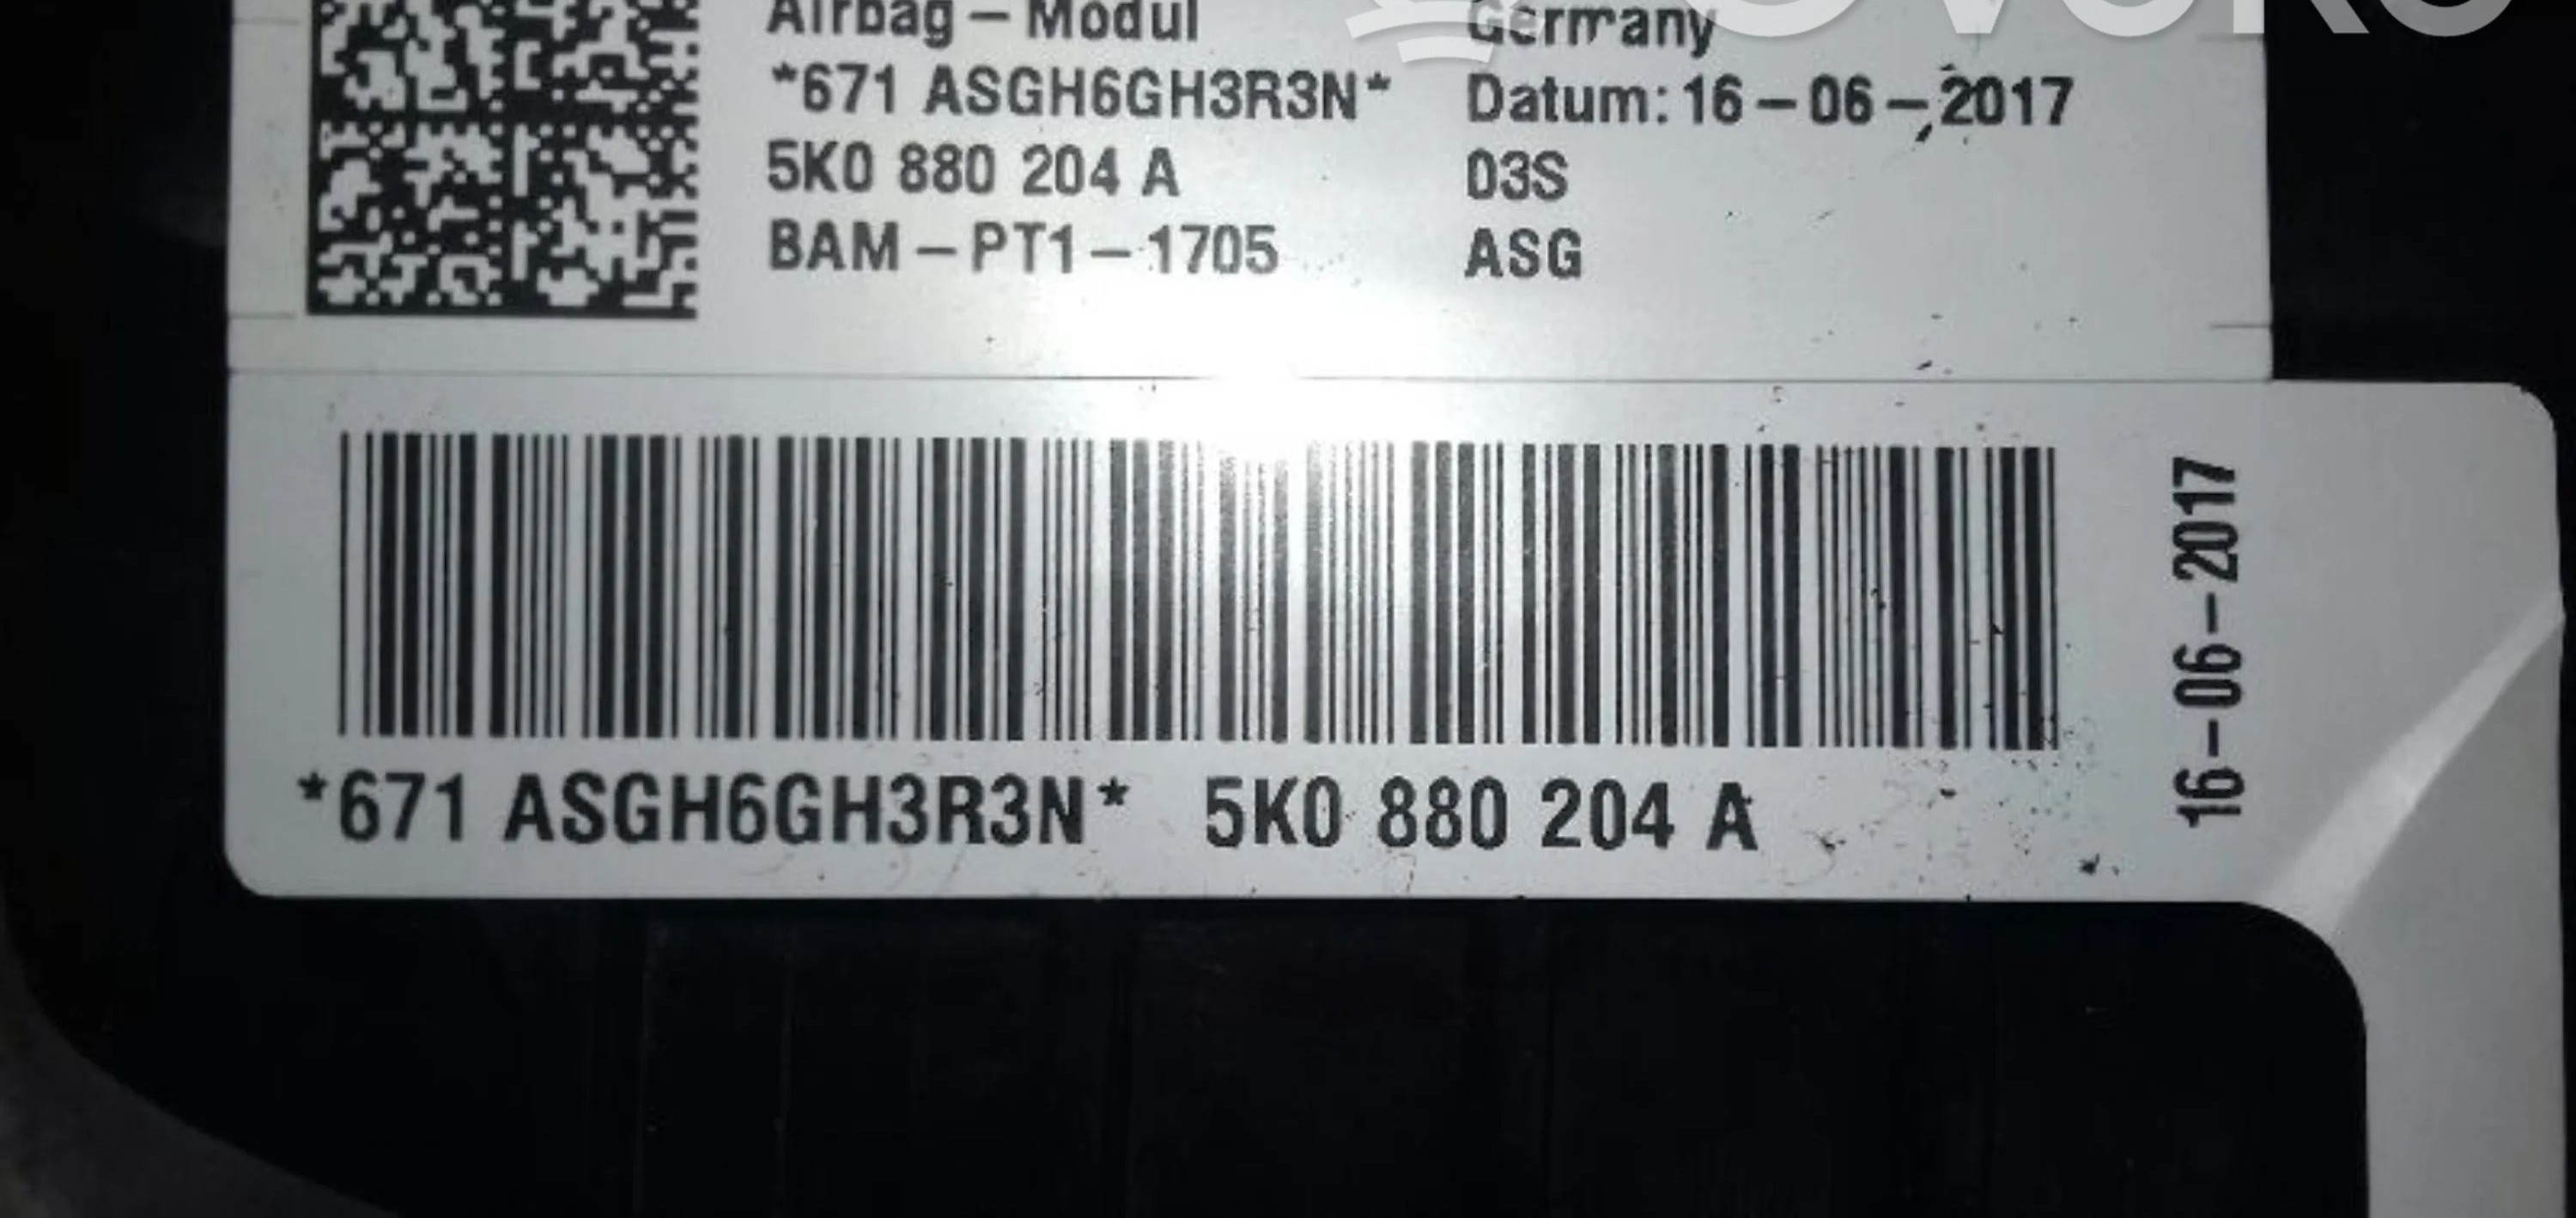 Airbag – Modul
*671 ASGH6GH3R3N*
5K0 880 204 A
BAM – PT1 – 1705
Germany
Datum: 16 – 06 – 2017
03S
ASG
*671 ASGH6GH3R3N* 5K0 880 204 A
16 – 06 – 2017